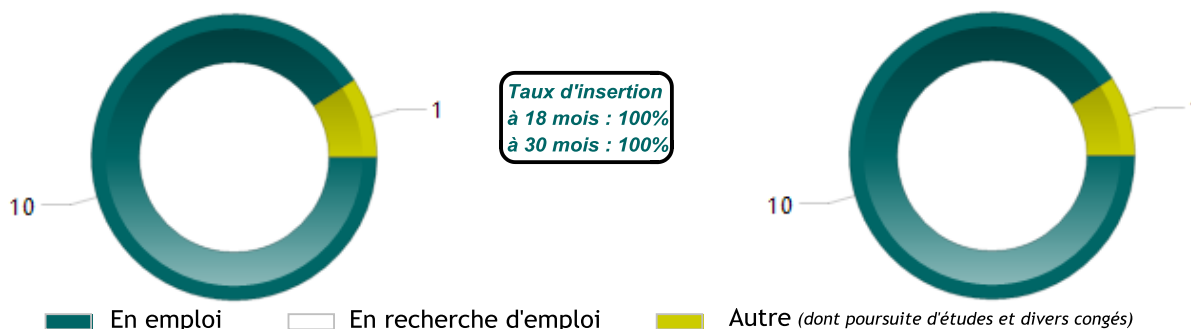 1
Taux d'insertion
à 18 mois : 100%
à 30 mois : 100%
10
10
En emploi En recherche d'emploi Autre (dont poursuite d'études et divers congés)